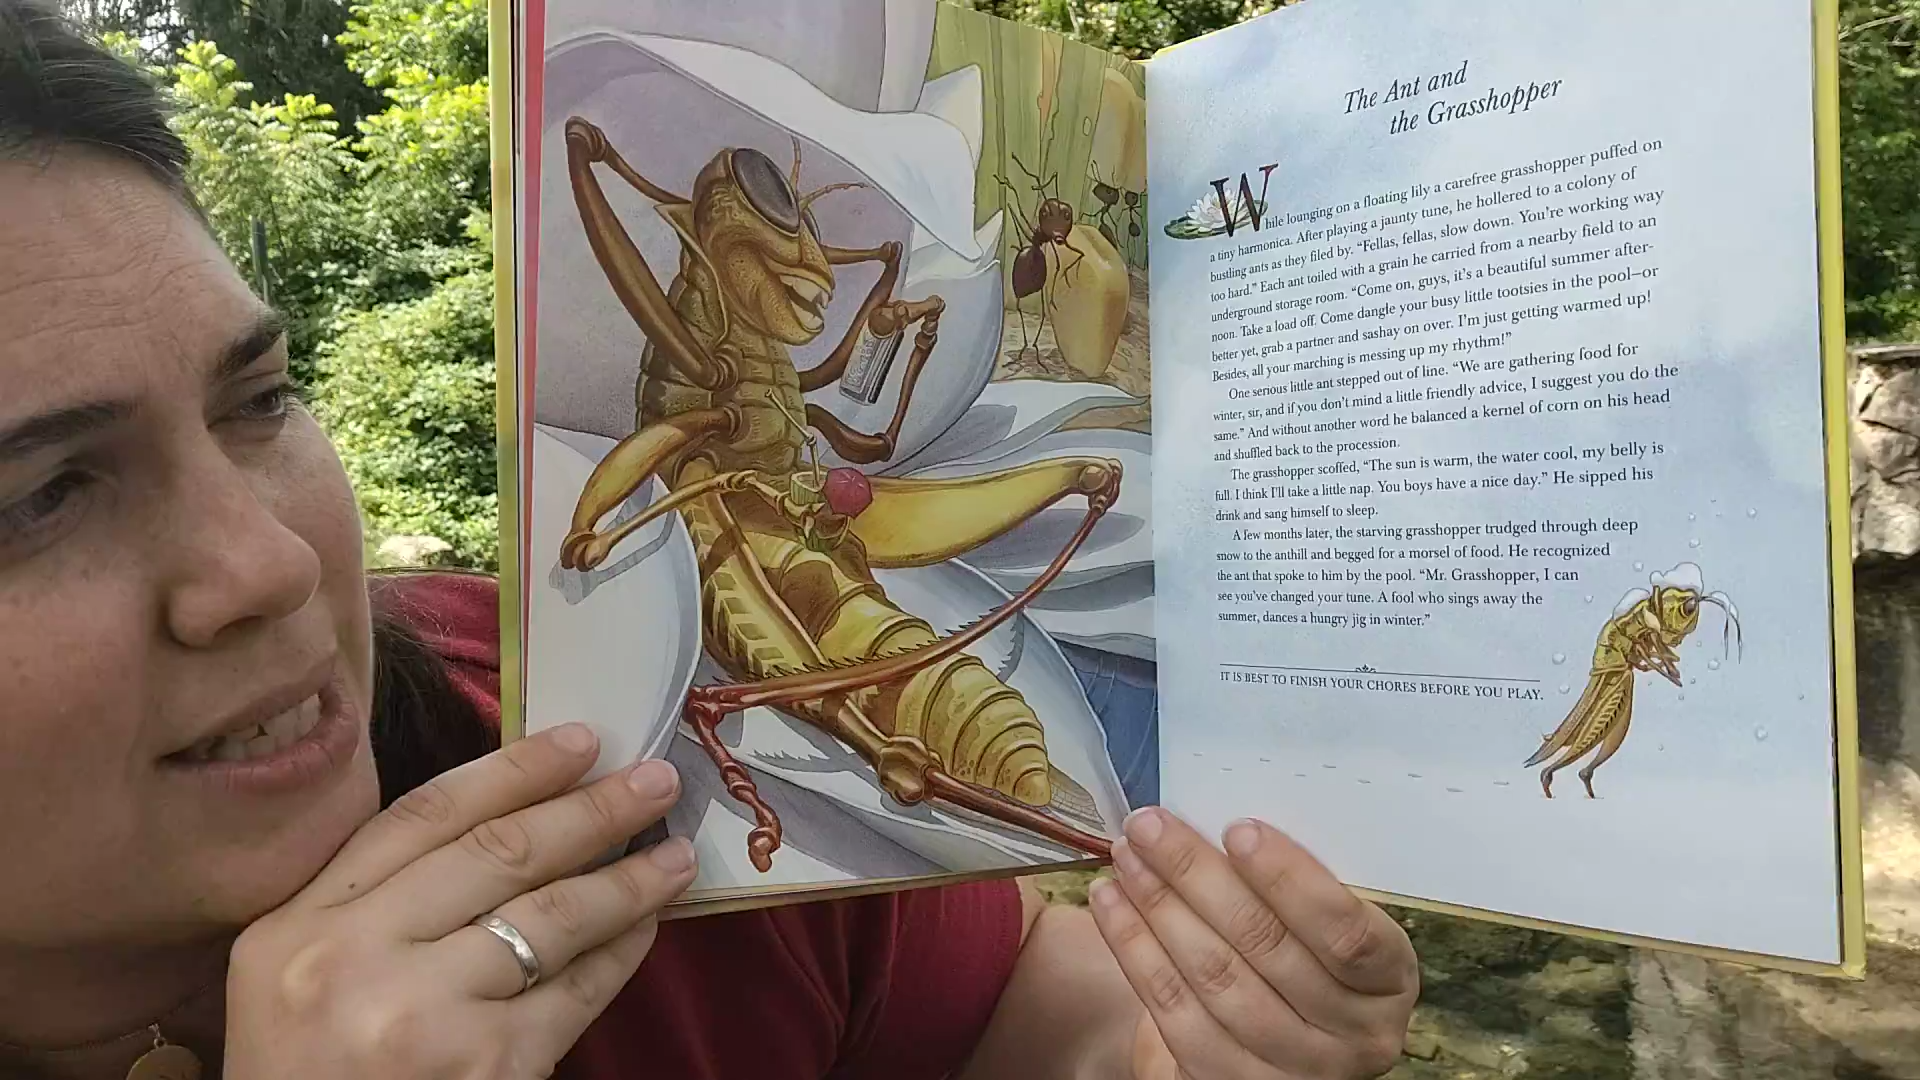 The Ant and
the Grasshopper
While lounging on a floating lily a carefree grasshopper puffed on
a tiny harmonica. After playing a jaunty tune, he hollered to a colony of
bustling ants as they filed by. “Fellas, fellas, slow down. You’re working way
too hard.” Each ant toiled with a grain he carried from a nearby field to an
underground storage room. “Come on, guys, it’s a beautiful summer after-
noon. Take a load off. Come dangle your busy little tootsies in the pool—or
better yet, grab a partner and sashay on over. I’m just getting warmed up!
Besides, all your marching is messing up my rhythm!”
One serious little ant stepped out of line. “We are gathering food for
winter, sir, and if you don’t mind a little friendly advice, I suggest you do the
same.” And without another word he balanced a kernel of corn on his head
and shuffled back to the procession.
The grasshopper scoffed, “The sun is warm, the water cool, my belly is
full. I think I’ll take a little nap. You boys have a nice day.” He sipped his
drink and sang himself to sleep.
A few months later, the starving grasshopper trudged through deep
snow to the anthill and begged for a morsel of food. He recognized
the ant that spoke to him by the pool. “Mr. Grasshopper, I can
see you’ve changed your tune. A fool who sings away the
summer, dances a hungry jig in winter.”
IT IS BEST TO FINISH YOUR CHORES BEFORE YOU PLAY.